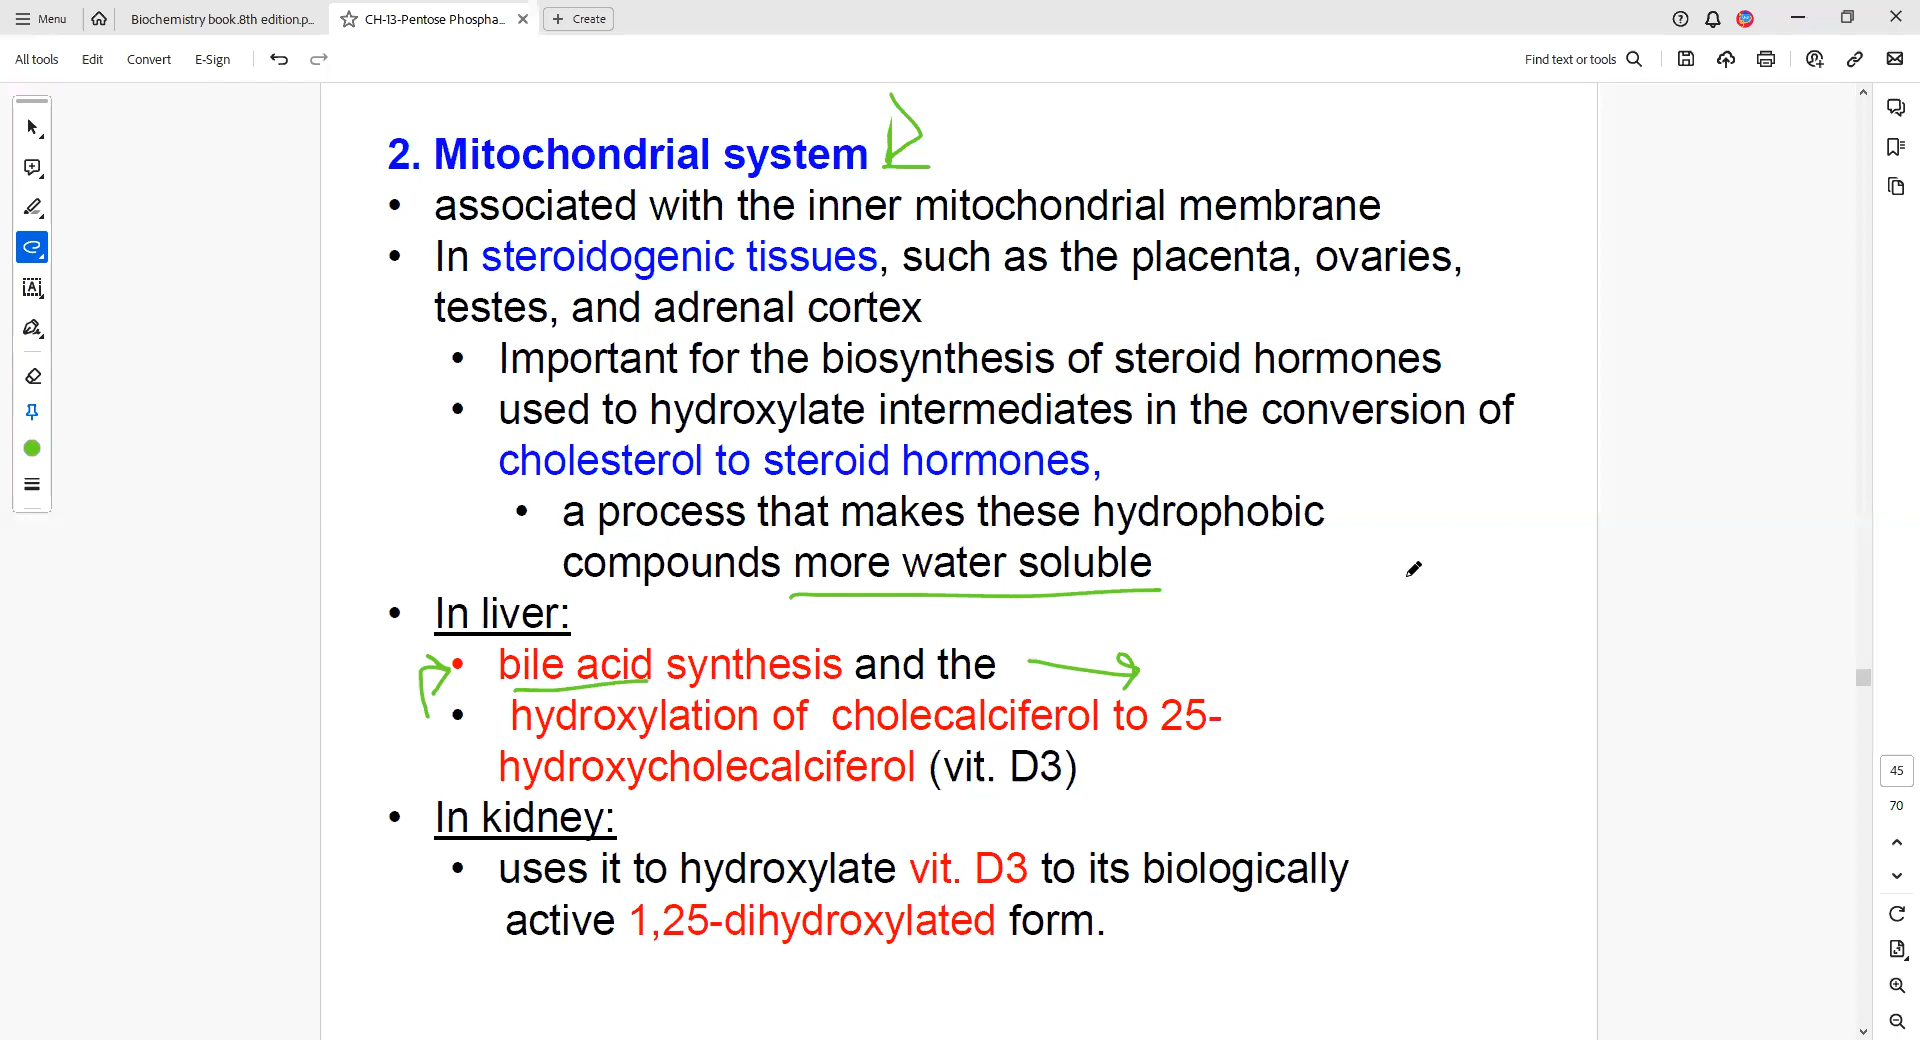 Menu
Biochemistry book.8th edition.p...
CH-13-Pentose Phospha...
Create
All tools
Edit
Convert
E-Sign
Find text or tools
2. Mitochondrial system
• associated with the inner mitochondrial membrane
• In steroidogenic tissues, such as the placenta, ovaries,
testes, and adrenal cortex
• Important for the biosynthesis of steroid hormones
• used to hydroxylate intermediates in the conversion of
cholesterol to steroid hormones,
• a process that makes these hydrophobic
compounds more water soluble
• In liver:
• bile acid synthesis and the
• hydroxylation of cholecalciferol to 25-
hydroxycholecalciferol (vit. D3)
• In kidney:
• uses it to hydroxylate vit. D3 to its biologically
active 1,25-dihydroxylated form.
45
70